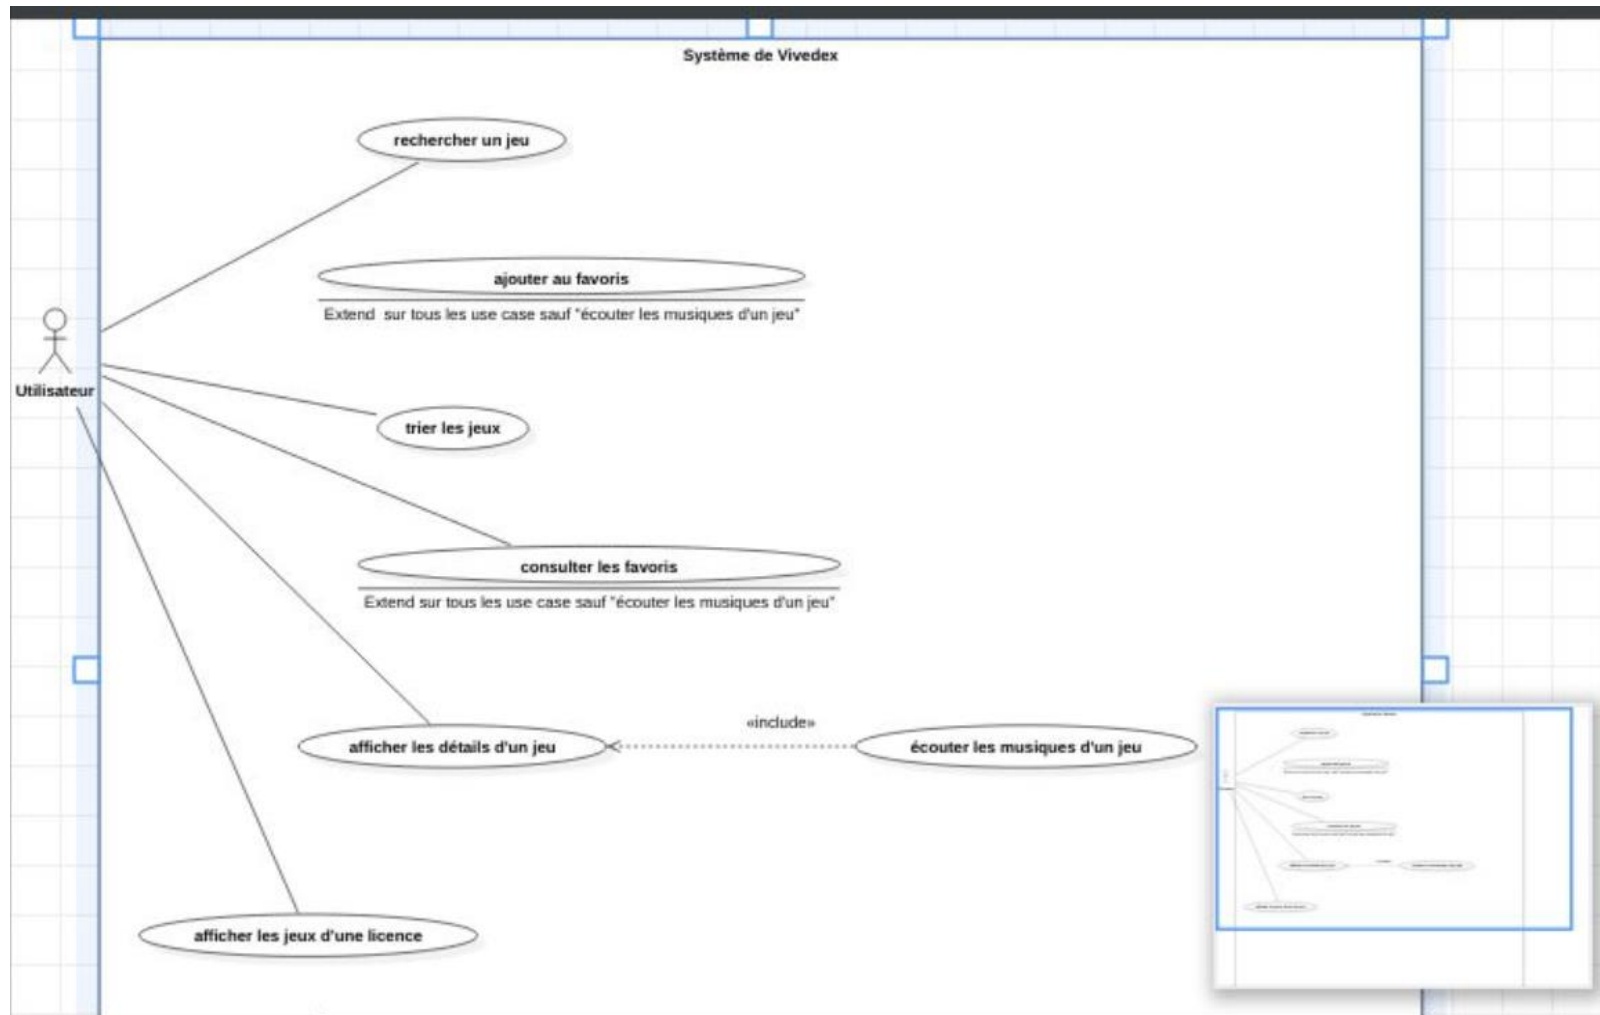 Système de Vivedex
rechercher un jeu
ajouter au favoris
Extend sur tous les use case sauf "écouter les musiques d'un jeu"
Utilisateur
trier les jeux
consulter les favoris
Extend sur tous les use case sauf "écouter les musiques d'un jeu"
«include»
afficher les détails d'un jeu
écouter les musiques d'un jeu
afficher les jeux d'une licence